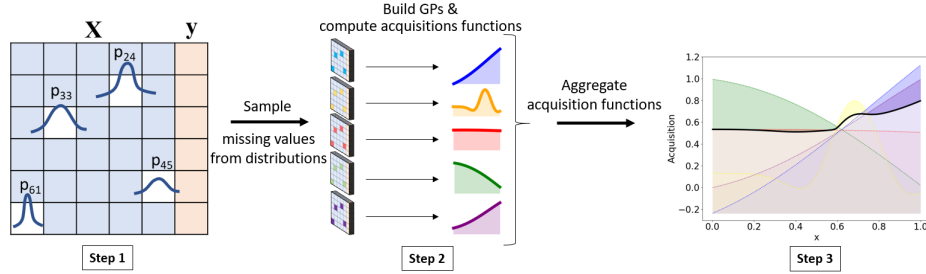 X
y
p24
p33
p45
p61
Step 1
Sample
missing values
from distributions
Build GPs &
compute acquisitions functions
Step 2
Aggregate
acquisition functions
1.2
1.0
0.8
0.6
0.4
0.2
0.0
−0.2
Acquisition
0.0
0.2
0.4
0.6
0.8
1.0
x
Step 3